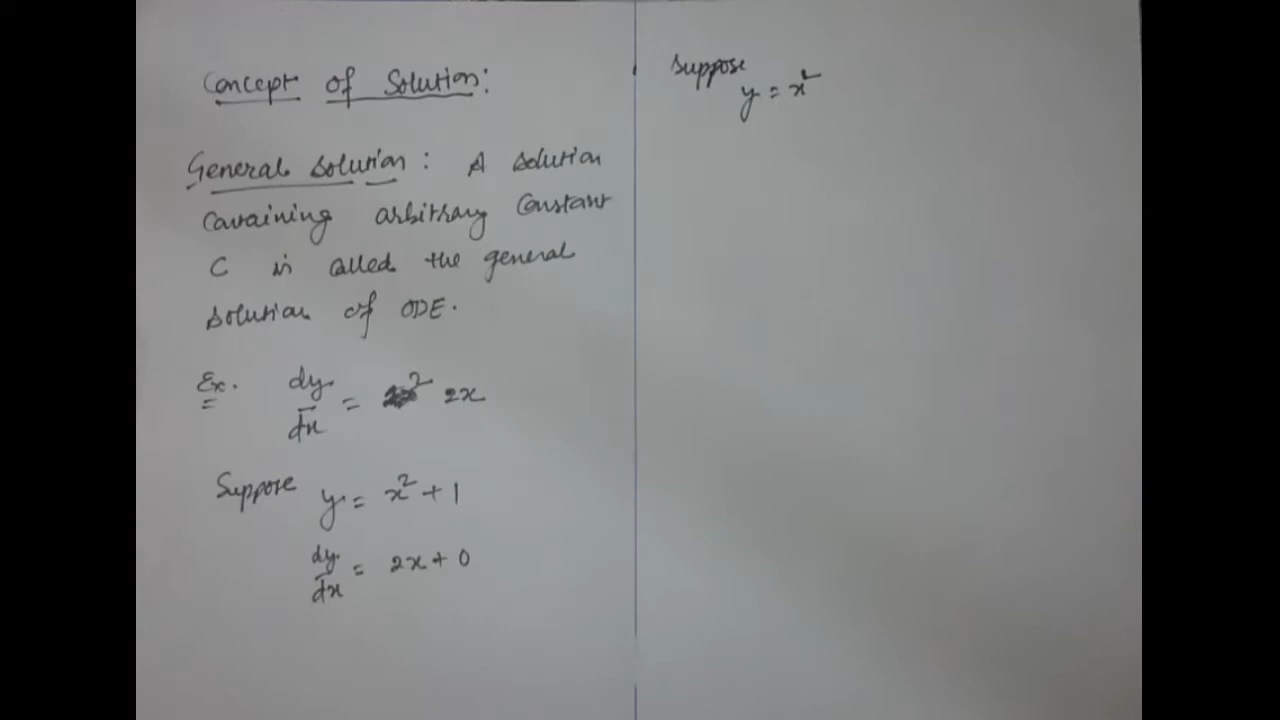 Concept of Solution:
General Solution: A solution
Cavaining arbitrary Constant
C is called the general
solution of ODE.
Ex. dy/dx = 2x
Suppose y = x² + 1
dy/dx = 2x + 0
Suppose
y = x²